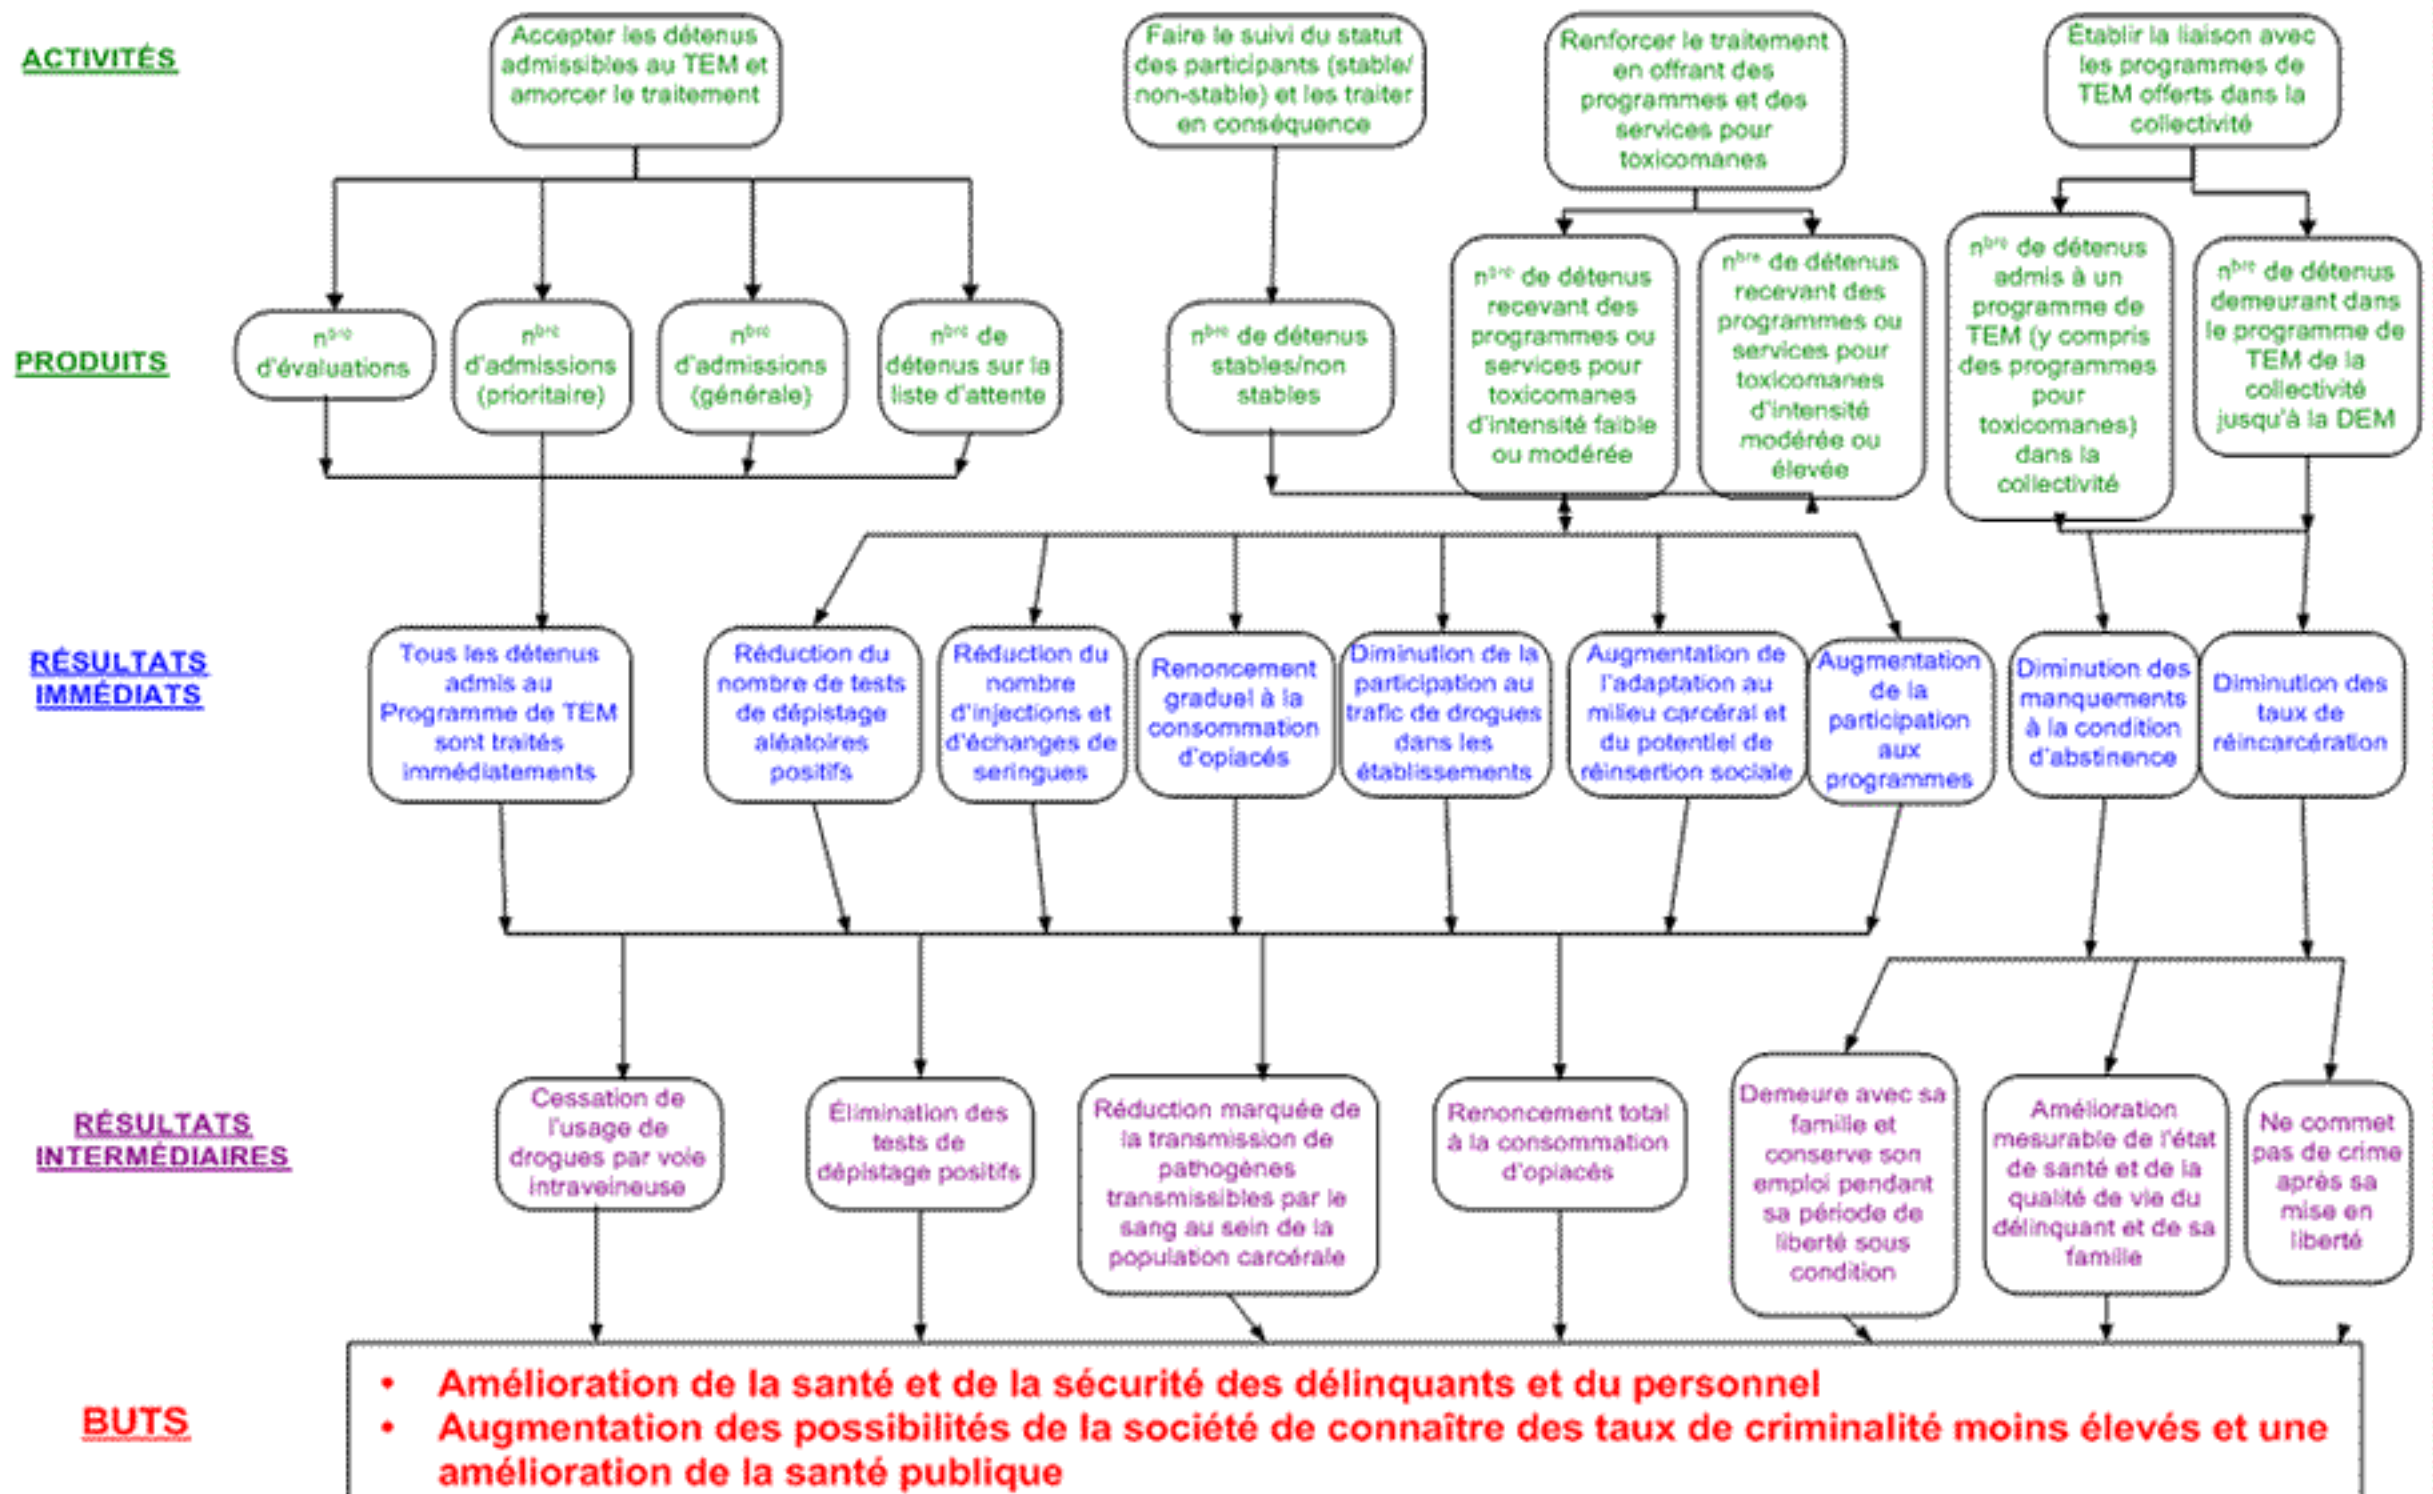 ACTIVITÉS
Accepter les détenus
admissibles au TEM et
amorcer le traitement
Faire le suivi du statut
des participants (stable/
non-stable) et les traiter
en conséquence
Renforcer le traitement
en offrant des
programmes et des
services pour
toxicomanes
Établir la liaison avec
les programmes de
TEM offerts dans la
collectivité
PRODUITS
nbre
d'évaluations
nbre
d'admissions
(prioritaire)
nbre
d'admissions
(générale)
nbre de
détenus sur la
liste d'attente
nbre de détenus
stables/non
stables
nbre de détenus
recevant des
programmes ou
services pour
toxicomanes
d'intensité faible
ou modérée
nbre de détenus
recevant des
programmes ou
services pour
toxicomanes
d'intensité
modérée ou
élevée
nbre de détenus
admis à un
programme de
TEM (y compris
des programmes
pour
toxicomanes)
dans la
collectivité
nbre de détenus
demeurant dans
le programme de
TEM de la
collectivité
jusqu'à la DEM
RÉSULTATS
IMMÉDIATS
Tous les détenus
admis au
Programme de TEM
sont traités
immédiatements
Réduction du
nombre de tests
de dépistage
aléatoires
positifs
Réduction du
nombre
d'injections et
d'échanges de
seringues
Renoncement
graduel à la
consommation
d'opiacés
Diminution de la
participation au
trafic de drogues
dans les
établissements
Augmentation de
l'adaptation au
milieu carcéral et
du potentiel de
réinsertion sociale
Augmentation
de la
participation
aux
programmes
Diminution des
manquements
à la condition
d'abstinence
Diminution des
taux de
réincarcération
RÉSULTATS
INTERMÉDIAIRES
Cessation de
l'usage de
drogues par voie
intraveineuse
Élimination des
tests de
dépistage positifs
Réduction marquée de
la transmission de
pathogènes
transmissibles par le
sang au sein de la
population carcérale
Renoncement total
à la consommation
d'opiacés
Demeure avec sa
famille et
conserve son
emploi pendant
sa période de
liberté sous
condition
Amélioration
mesurable de l'état
de santé et de la
qualité de vie du
délinquant et de sa
famille
Ne commet
pas de crime
après sa
mise en
liberté
BUTS
• Amélioration de la santé et de la sécurité des délinquants et du personnel
• Augmentation des possibilités de la société de connaître des taux de criminalité moins élevés et une
amélioration de la santé publique